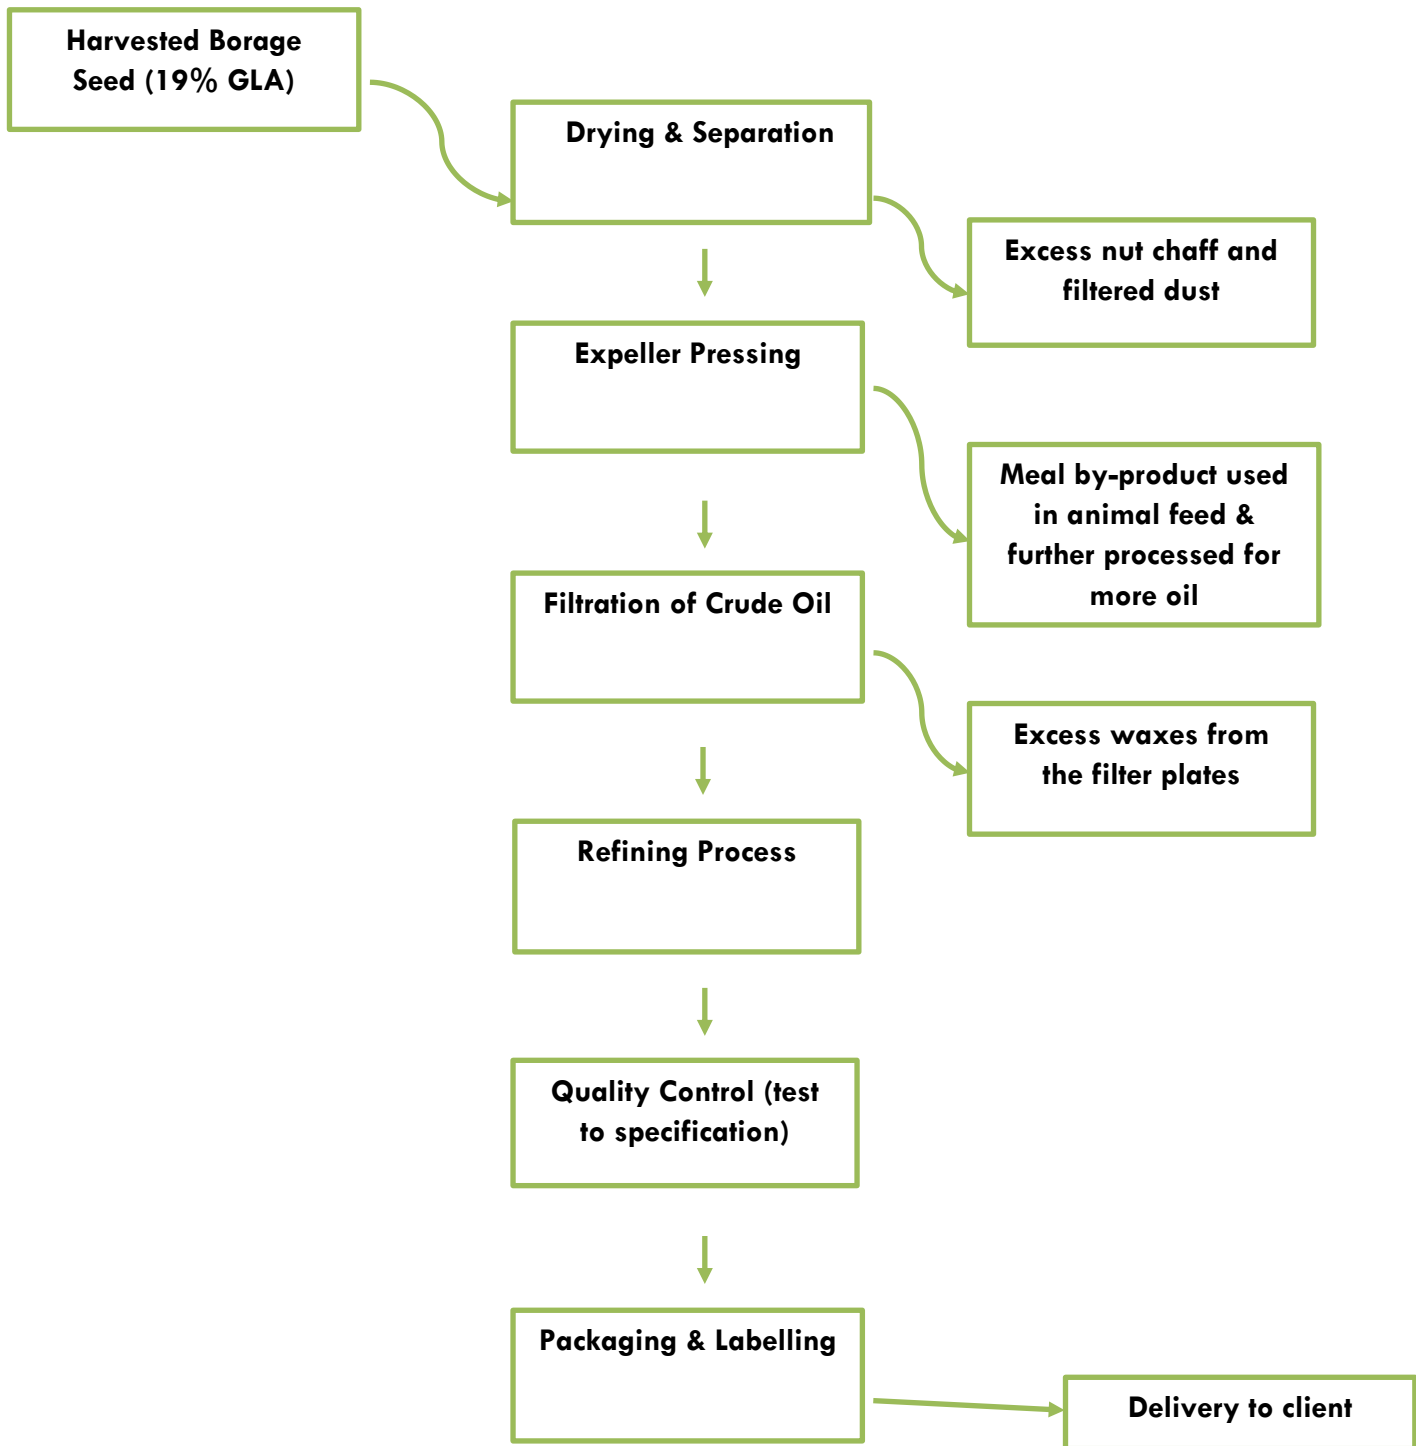 Harvested Borage
Seed (19% GLA)
Drying & Separation
Excess nut chaff and
filtered dust
Expeller Pressing
Meal by-product used
in animal feed &
further processed for
more oil
Filtration of Crude Oil
Excess waxes from
the filter plates
Refining Process
Quality Control (test
to specification)
Packaging & Labelling
Delivery to client